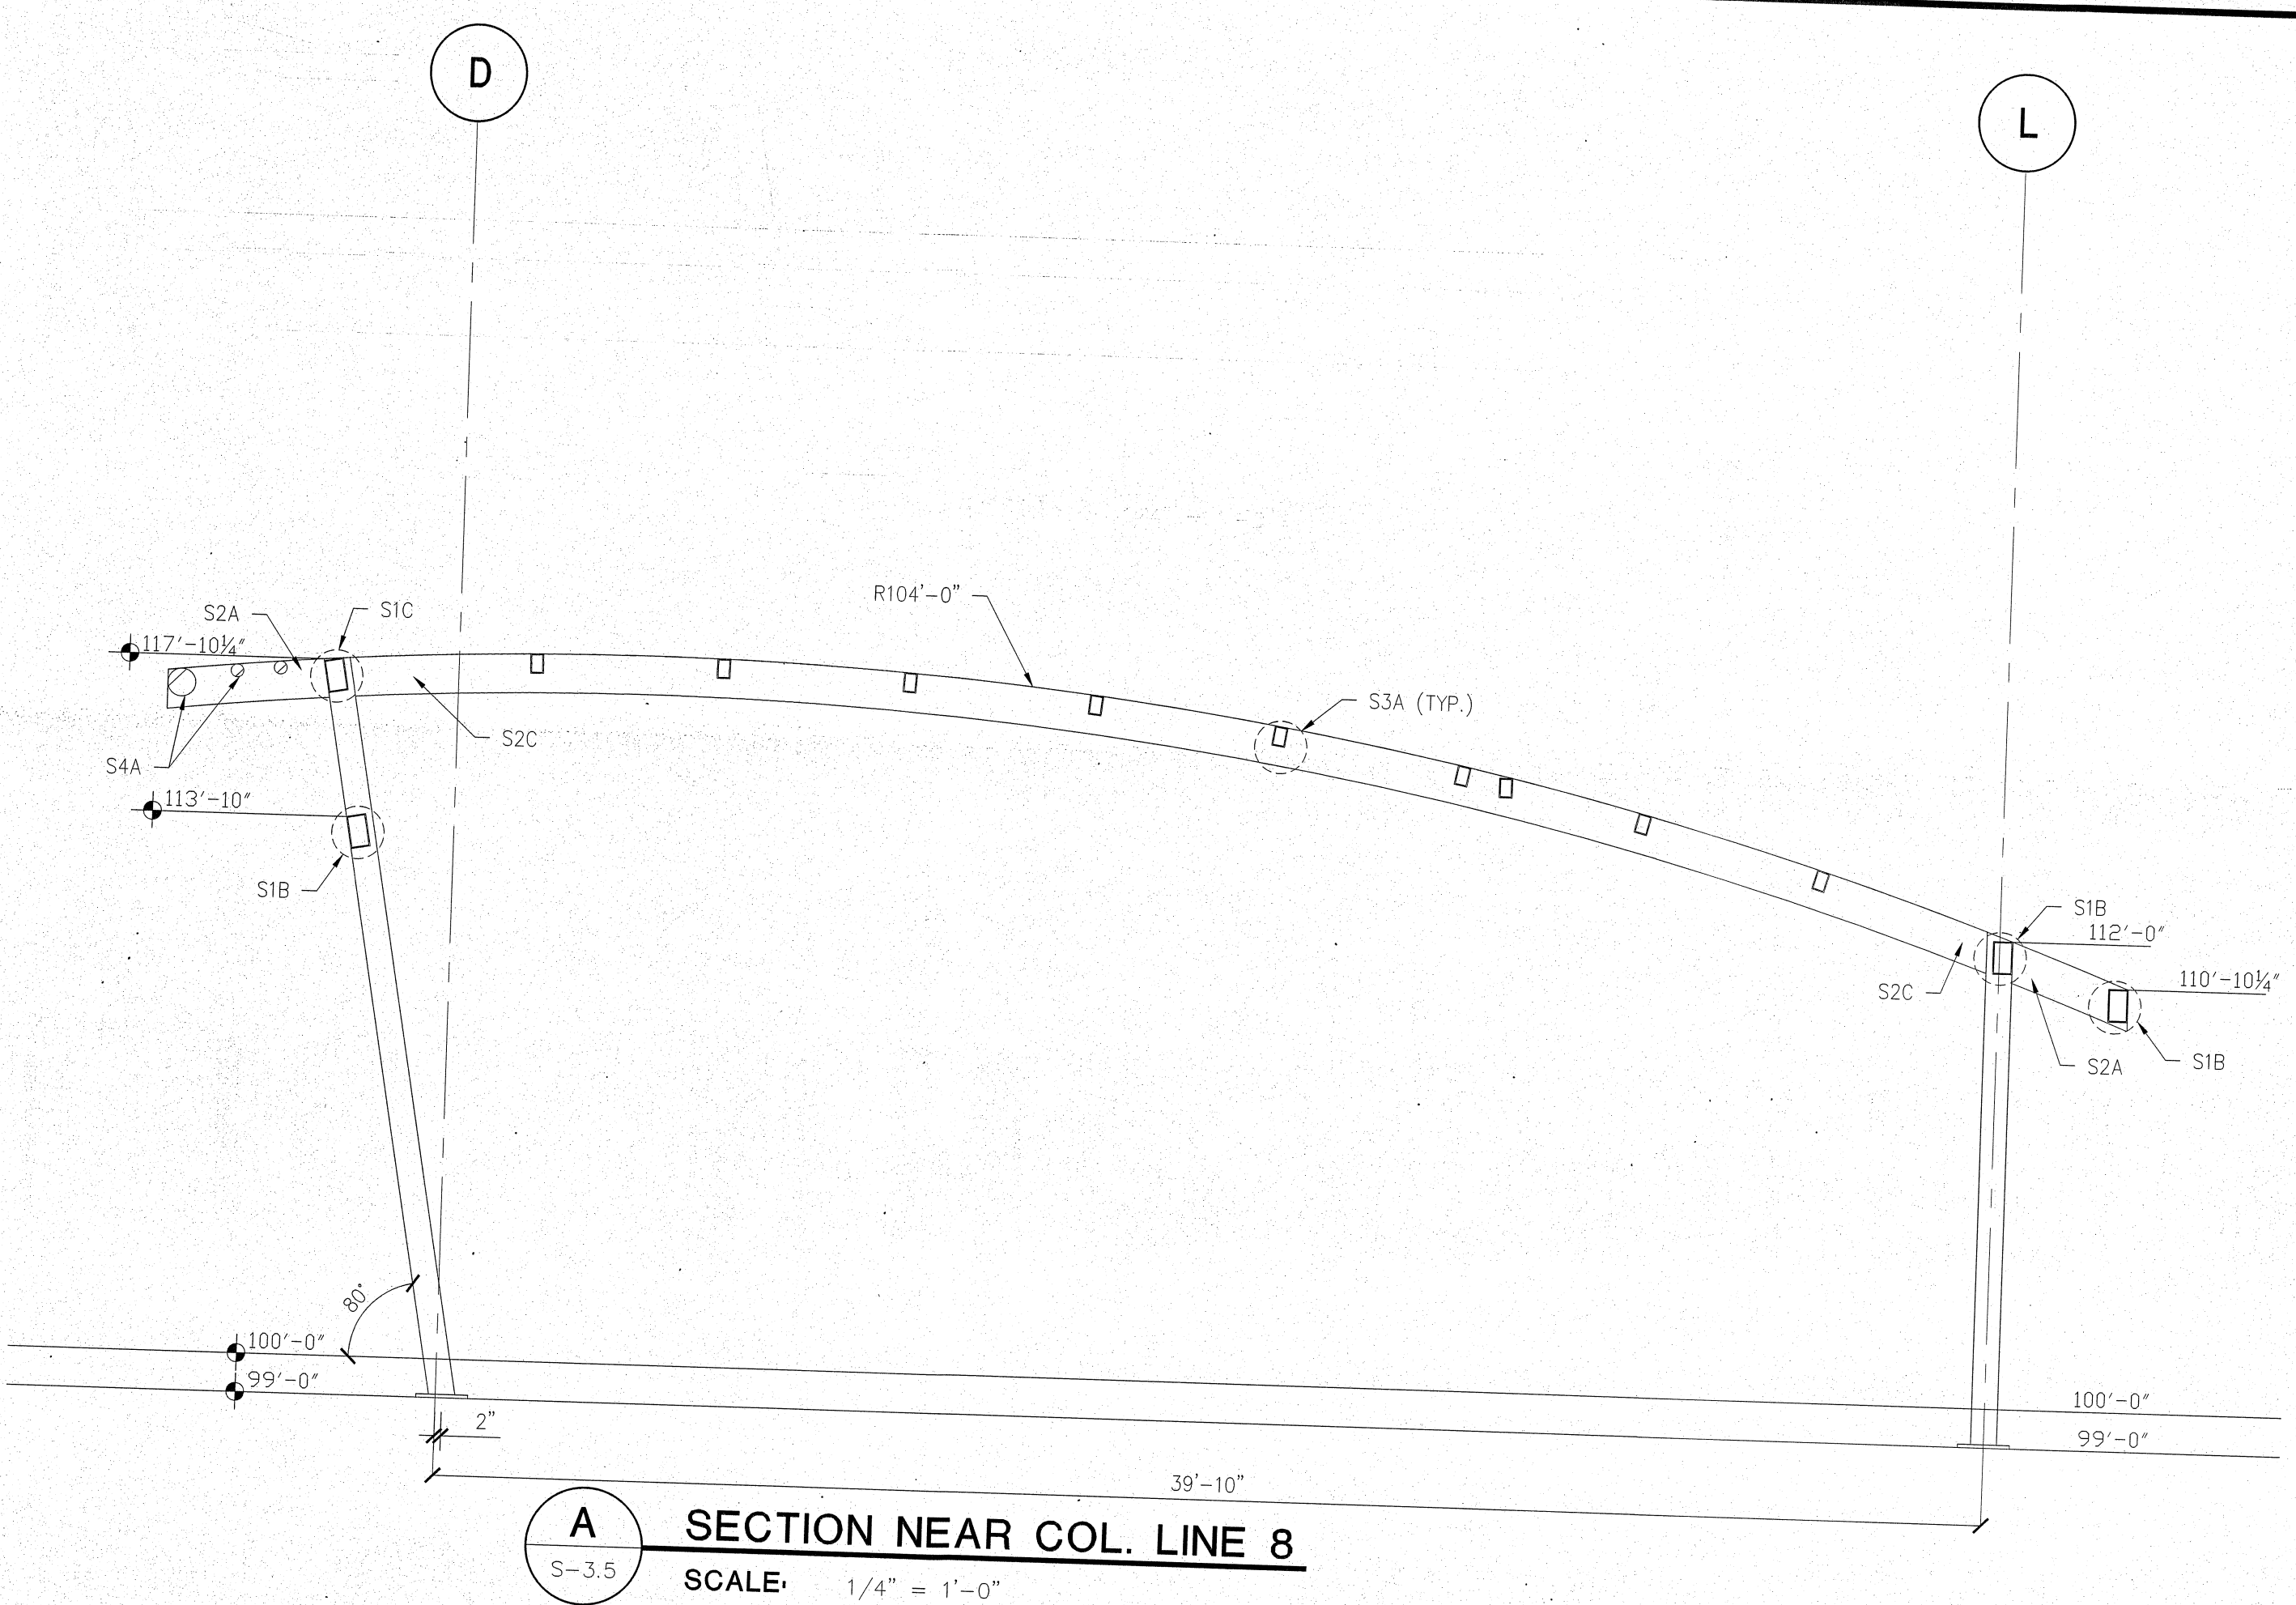 D
L
R104'-0"
S2A
S1C
117'-10¼"
S3A (TYP.)
S2C
S4A
113'-10"
S1B
S1B
112'-0"
110'-10¼"
S2C
S2A
S1B
80°
100'-0"
99'-0"
100'-0"
99'-0"
2"
39'-10"
A
S-3.5
SECTION NEAR COL. LINE 8
SCALE: 1/4" = 1'-0"